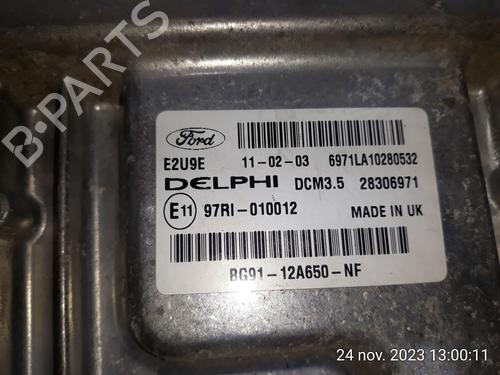 B-PARTS
Ford
E2U9E 11-02-03 6971LA10280532
DELPHI DCM3.5 28306971
E11 97RI-010012 MADE IN UK
BG91-12A650-NF
24 nov. 2023 13:00:11